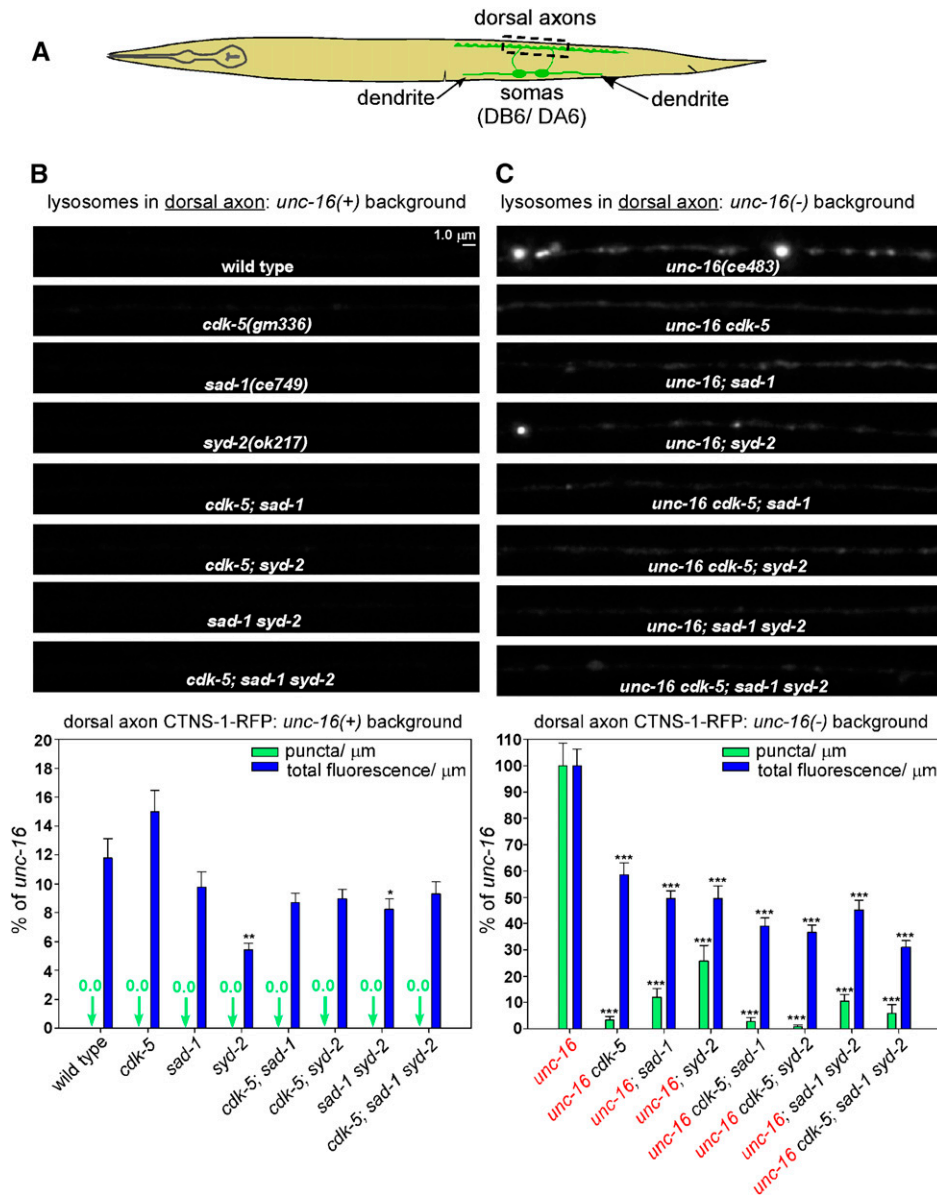 A
dorsal axons
dendrite
somas
(DB6/ DA6)
dendrite
B
lysosomes in dorsal axon: unc-16(+) background
1.0 μm
wild type
cdk-5(gm336)
sad-1(ce749)
syd-2(ok217)
cdk-5; sad-1
cdk-5; syd-2
sad-1 syd-2
cdk-5; sad-1 syd-2
dorsal axon CTNS-1-RFP: unc-16(+) background
puncta/ μm
total fluorescence/ μm
% of unc-16
20
18
16
14
12
10
8
6
4
2
0
0.0
0.0
0.0
0.0
0.0
0.0
0.0
0.0
**
*
wild type
cdk-5
sad-1
syd-2
cdk-5; sad-1
cdk-5; syd-2
sad-1 syd-2
cdk-5; sad-1 syd-2
C
lysosomes in dorsal axon: unc-16(-) background
unc-16(ce483)
unc-16 cdk-5
unc-16; sad-1
unc-16; syd-2
unc-16 cdk-5; sad-1
unc-16 cdk-5; syd-2
unc-16; sad-1 syd-2
unc-16 cdk-5; sad-1 syd-2
dorsal axon CTNS-1-RFP: unc-16(-) background
puncta/ μm
total fluorescence/ μm
% of unc-16
110
100
90
80
70
60
50
40
30
20
10
0
***
***
***
***
***
***
***
***
***
***
***
***
***
***
unc-16
unc-16 cdk-5
unc-16; sad-1
unc-16; syd-2
unc-16 cdk-5; sad-1
unc-16 cdk-5; syd-2
unc-16; sad-1 syd-2
unc-16 cdk-5; sad-1 syd-2